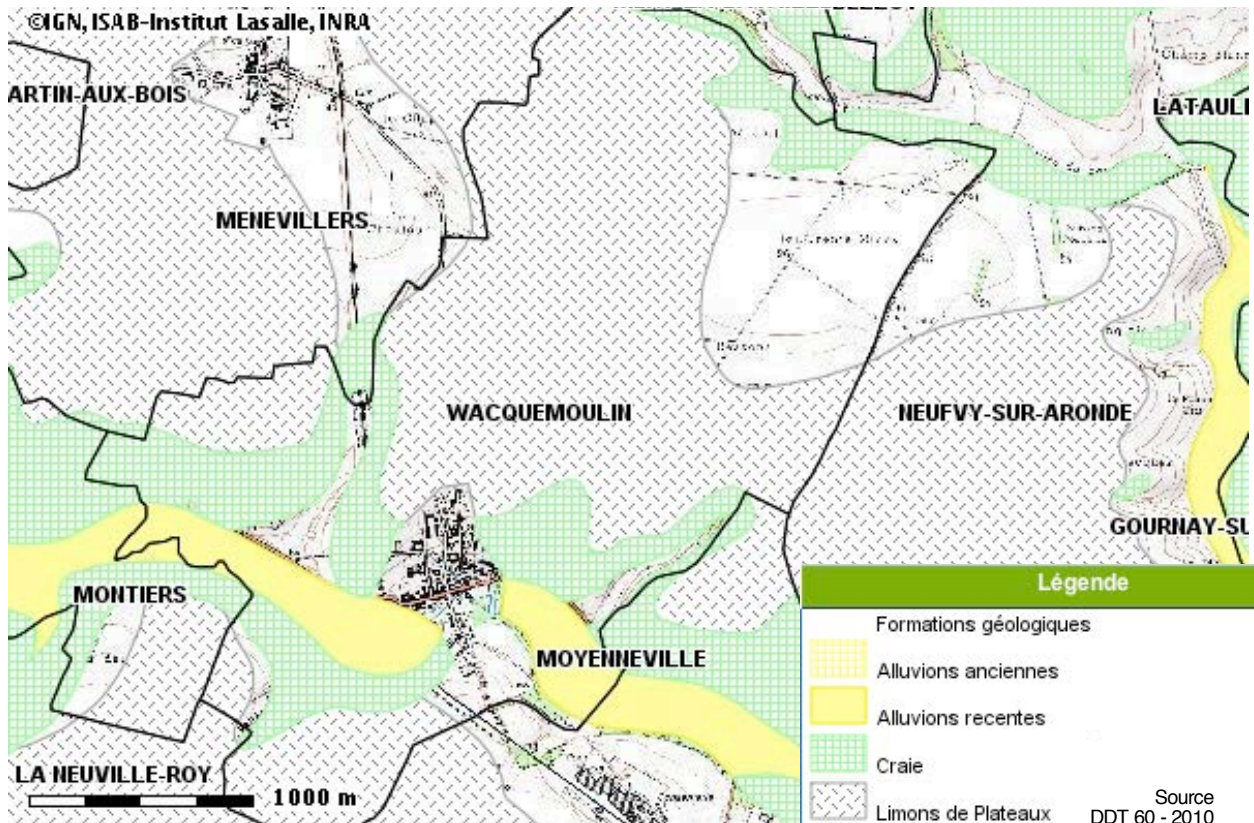 ©IGN, ISAB-Institut Lasalle, INRA
ARTIN-AUX-BOIS
LATAULE
MENEVILLERS
WACQUEMOULIN
NEUFVY-SUR-ARONDE
GOURNAY-SU
MONTIERS
MOYENNEVILLE
LA NEUVILLE-ROY
1000 m
Légende
Formations géologiques
Alluvions anciennes
Alluvions recentes
Craie
Limons de Plateaux
Source
DDT 60 - 2010